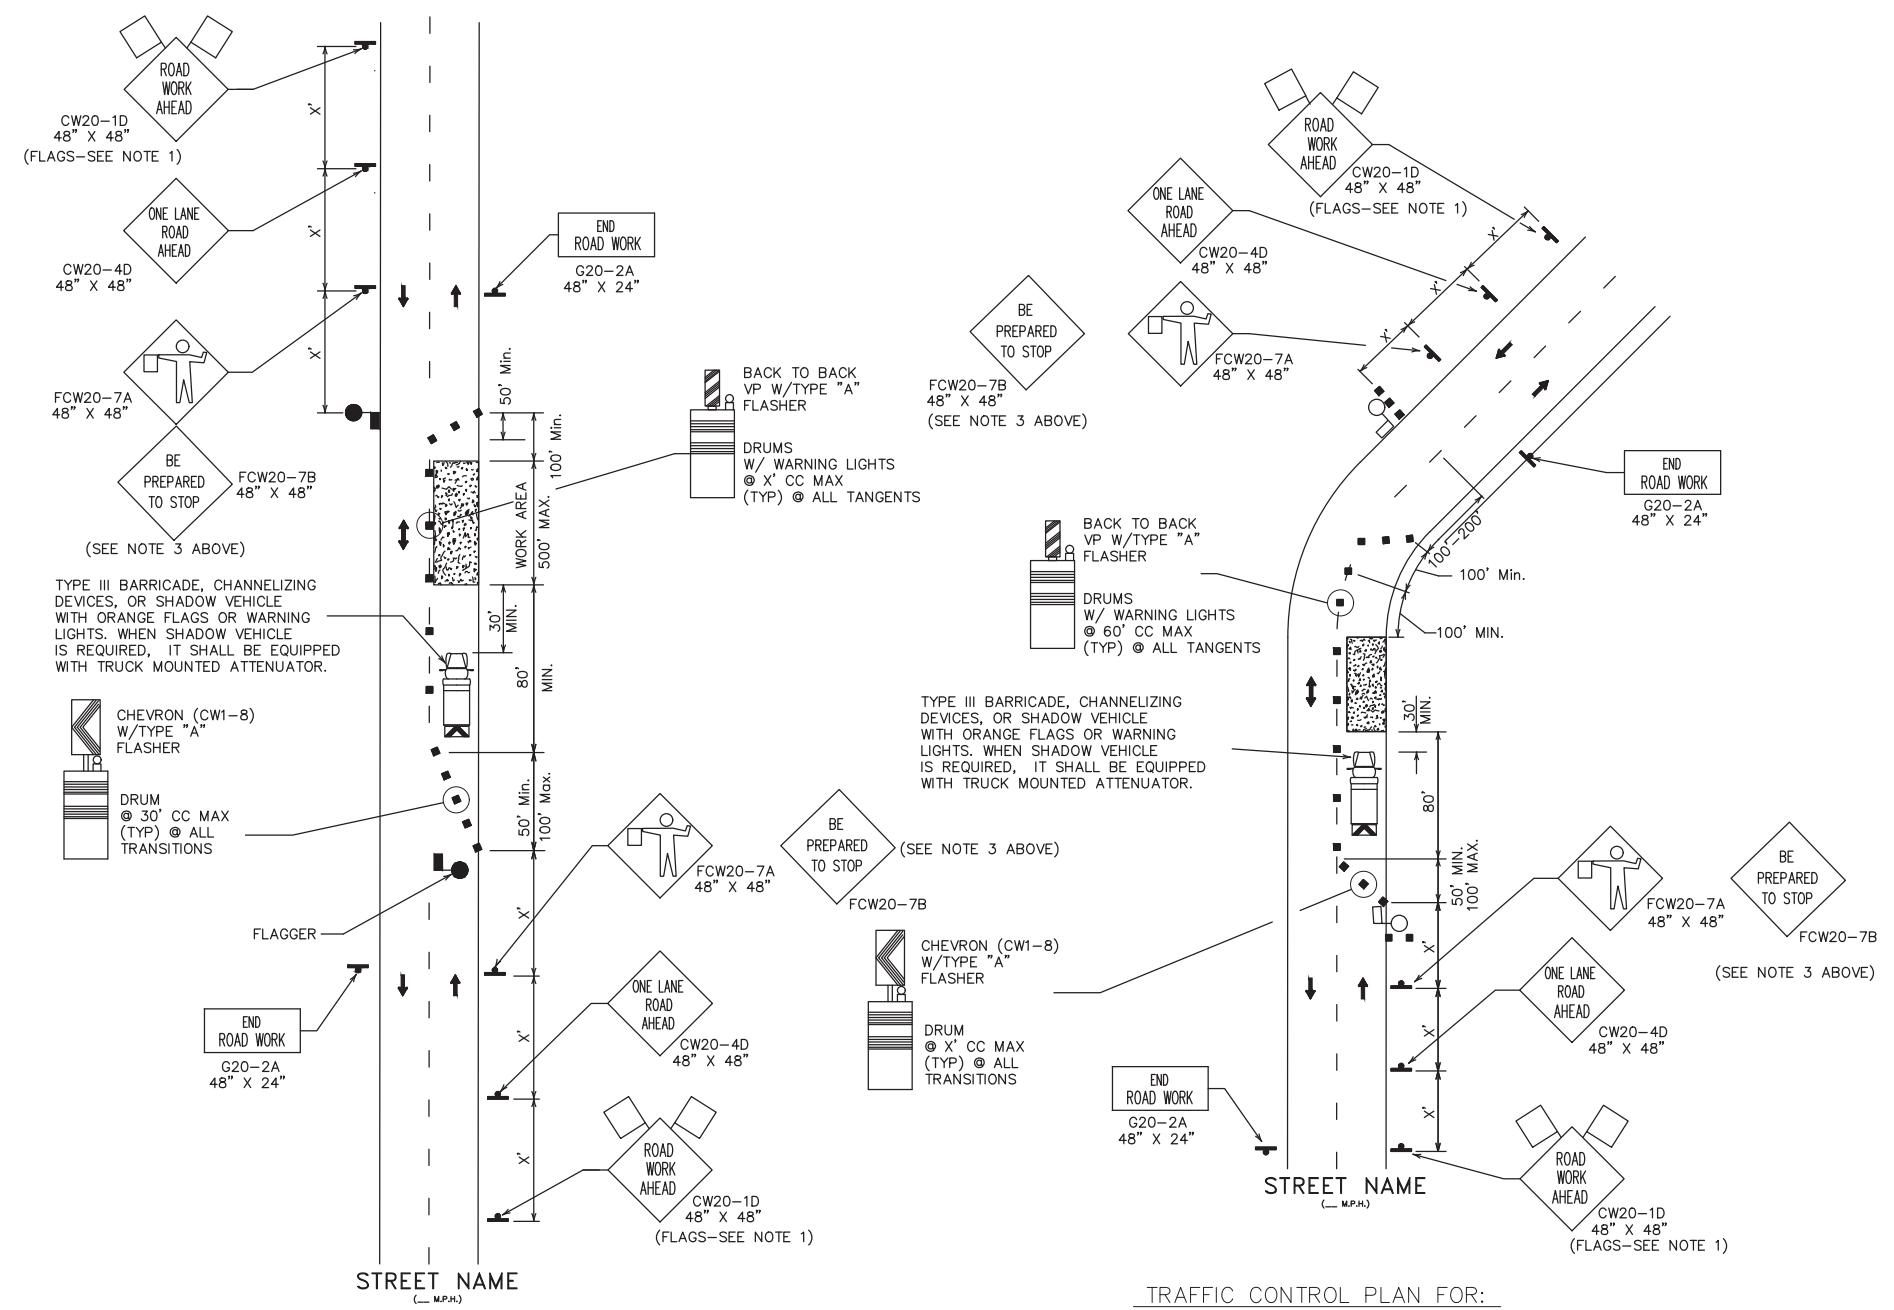 ROAD
WORK
AHEAD
CW20-1D
48" X 48"
(FLAGS-SEE NOTE 1)
X'
ONE LANE
ROAD
AHEAD
CW20-4D
48" X 48"
X'
FCW20-7A
48" X 48"
X'
BE
PREPARED
TO STOP
FCW20-7B
48" X 48"
(SEE NOTE 3 ABOVE)
TYPE III BARRICADE, CHANNELIZING
DEVICES, OR SHADOW VEHICLE
WITH ORANGE FLAGS OR WARNING
LIGHTS. WHEN SHADOW VEHICLE
IS REQUIRED, IT SHALL BE EQUIPPED
WITH TRUCK MOUNTED ATTENUATOR.
CHEVRON (CW1-8)
W/TYPE "A"
FLASHER
DRUM
@ 30' CC MAX
(TYP) @ ALL
TRANSITIONS
FLAGGER
END
ROAD WORK
G20-2A
48" X 24"
END
ROAD WORK
G20-2A
48" X 24"
50' Min.
100' Min.
WORK AREA
500' MAX.
30'
MIN.
80'
MIN.
50' Min.
100' Max.
X'
X'
X'
BACK TO BACK
VP W/TYPE "A"
FLASHER
DRUMS
W/ WARNING LIGHTS
@ X' CC MAX
(TYP) @ ALL TANGENTS
FCW20-7A
48" X 48"
BE
PREPARED
TO STOP
(SEE NOTE 3 ABOVE)
FCW20-7B
ONE LANE
ROAD
AHEAD
CW20-4D
48" X 48"
ROAD
WORK
AHEAD
CW20-1D
48" X 48"
(FLAGS-SEE NOTE 1)
STREET NAME
(__ M.P.H.)
ROAD
WORK
AHEAD
CW20-1D
48" X 48"
(FLAGS-SEE NOTE 1)
X'
ONE LANE
ROAD
AHEAD
CW20-4D
48" X 48"
X'
BE
PREPARED
TO STOP
FCW20-7B
48" X 48"
(SEE NOTE 3 ABOVE)
FCW20-7A
48" X 48"
X'
END
ROAD WORK
G20-2A
48" X 24"
BACK TO BACK
VP W/TYPE "A"
FLASHER
DRUMS
W/ WARNING LIGHTS
@ 60' CC MAX
(TYP) @ ALL TANGENTS
100'-200'
100' Min.
100' MIN.
TYPE III BARRICADE, CHANNELIZING
DEVICES, OR SHADOW VEHICLE
WITH ORANGE FLAGS OR WARNING
LIGHTS. WHEN SHADOW VEHICLE
IS REQUIRED, IT SHALL BE EQUIPPED
WITH TRUCK MOUNTED ATTENUATOR.
30'
MIN.
80'
50' MIN.
100' MAX.
X'
X'
X'
CHEVRON (CW1-8)
W/TYPE "A"
FLASHER
DRUM
@ X' CC MAX
(TYP) @ ALL
TRANSITIONS
FCW20-7A
48" X 48"
BE
PREPARED
TO STOP
FCW20-7B
(SEE NOTE 3 ABOVE)
ONE LANE
ROAD
AHEAD
CW20-4D
48" X 48"
END
ROAD WORK
G20-2A
48" X 24"
ROAD
WORK
AHEAD
CW20-1D
48" X 48"
(FLAGS-SEE NOTE 1)
STREET NAME
(__ M.P.H.)
TRAFFIC CONTROL PLAN FOR: